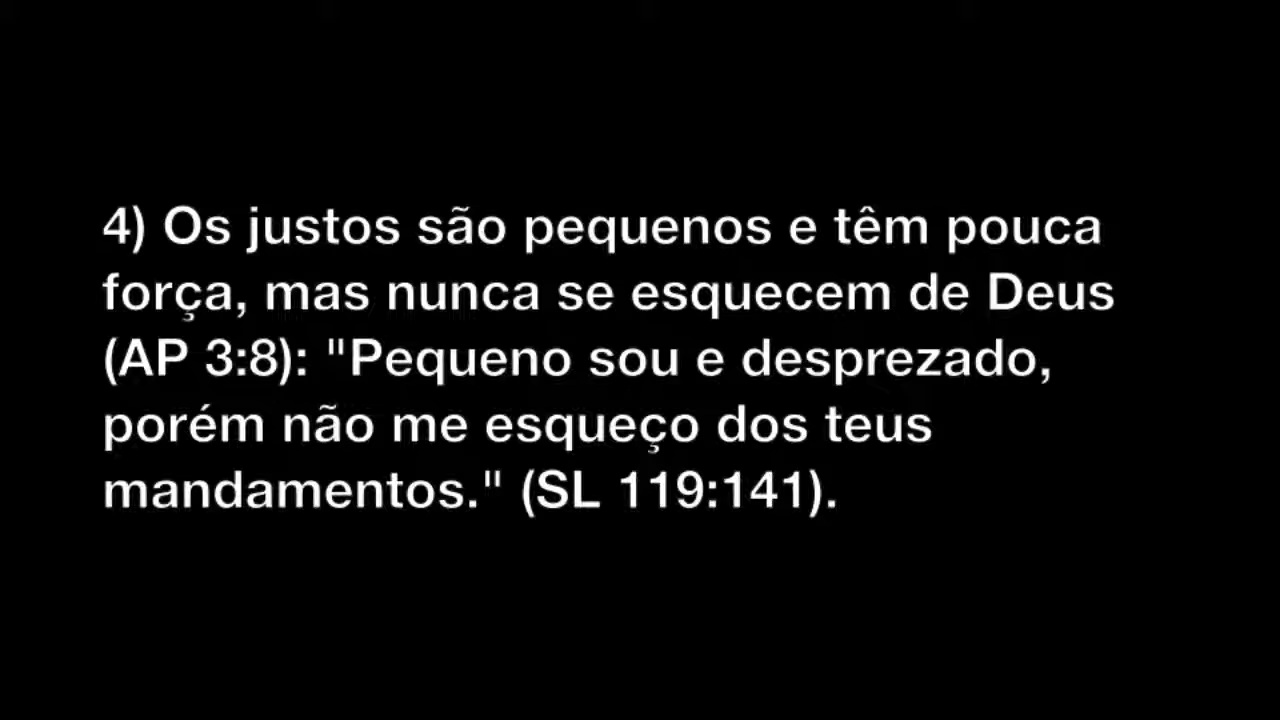 4) Os justos são pequenos e têm pouca
força, mas nunca se esquecem de Deus
(AP 3:8): "Pequeno sou e desprezado,
porém não me esqueço dos teus
mandamentos." (SL 119:141).